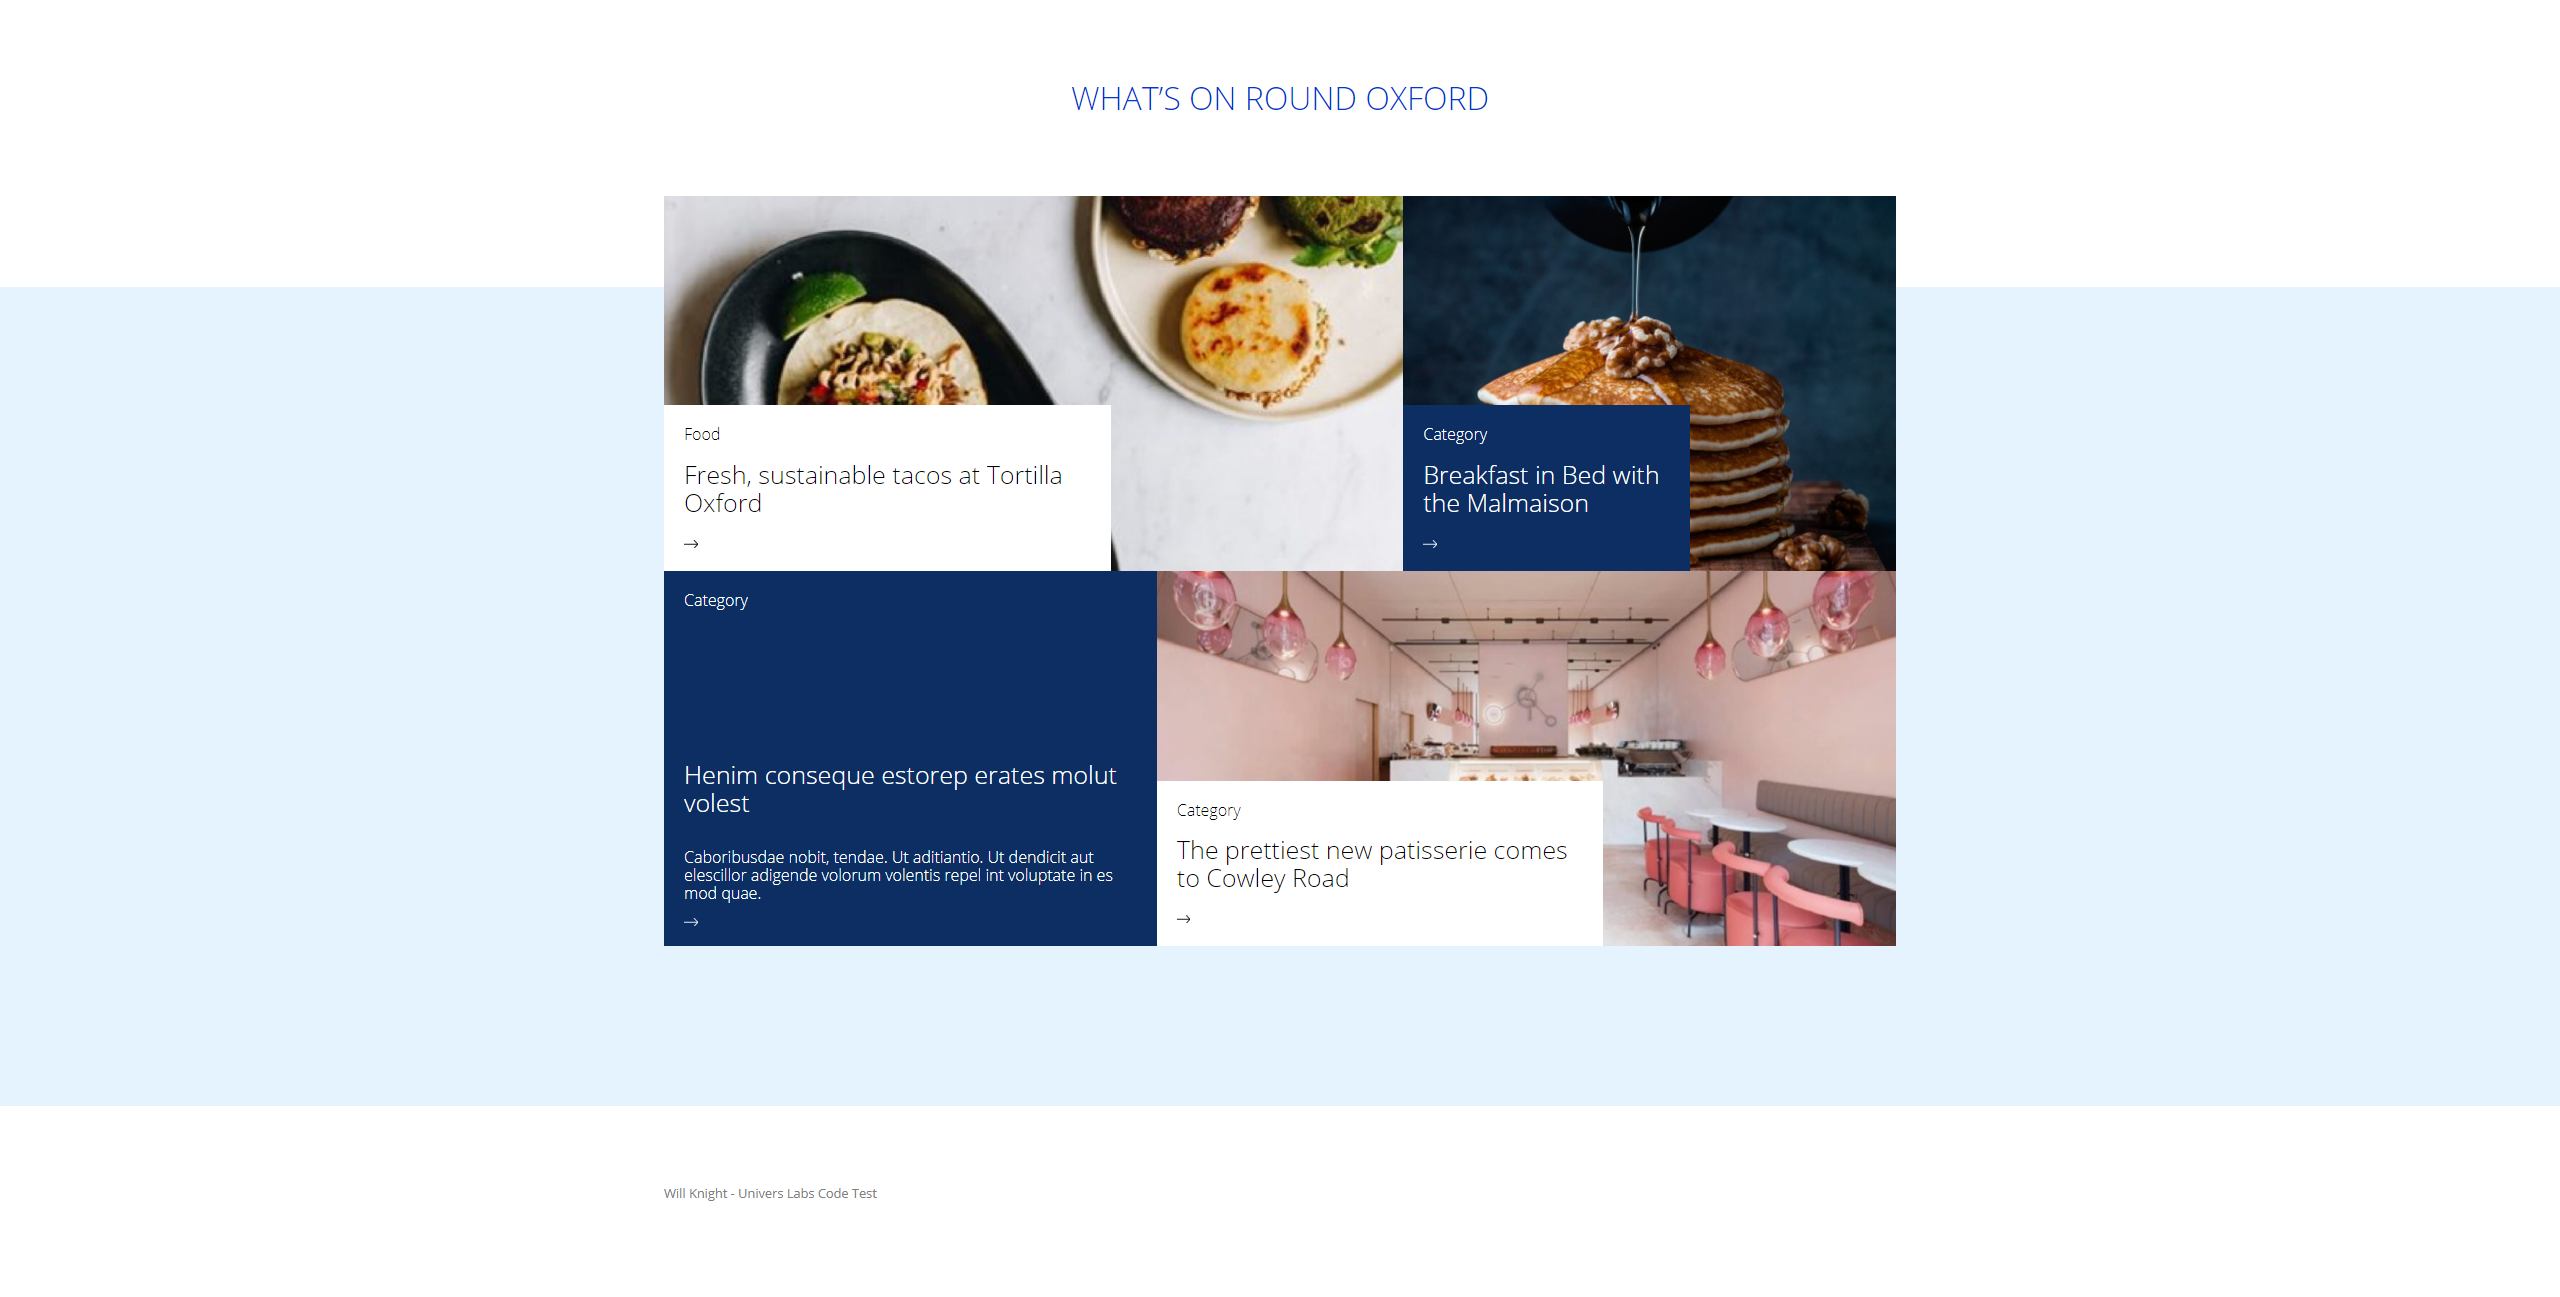 WHAT’S ON ROUND OXFORD
Food
Fresh, sustainable tacos at Tortilla
Oxford
Category
Breakfast in Bed with
the Malmaison
Category
Henim conseque estorep erates molut
volest
Caboribusdae nobit, tendae. Ut aditiantio. Ut dendicit aut
elescillor adigende volorum volentis repel int voluptate in es
mod quae.
Category
The prettiest new patisserie comes
to Cowley Road
Will Knight - Univers Labs Code Test